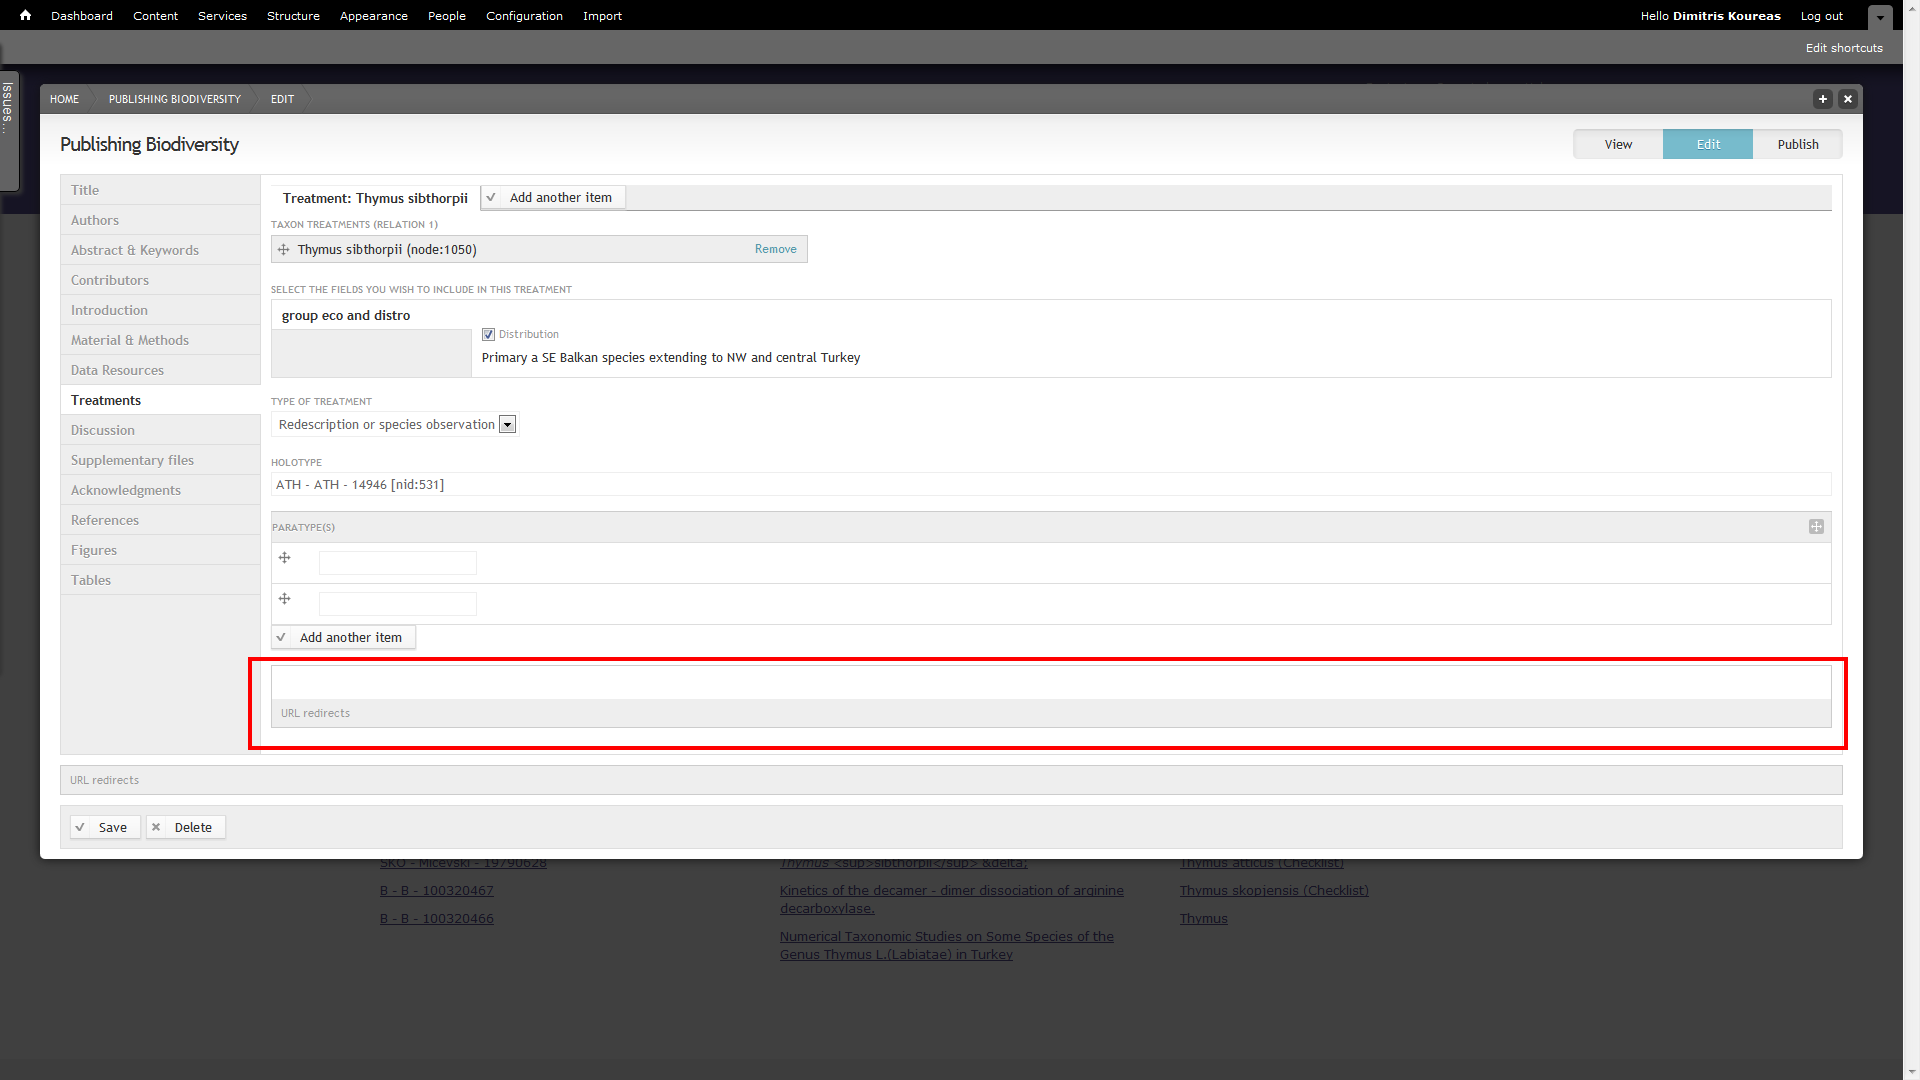 Dashboard Content Services Structure Appearance People Configuration Import Hello Dimitris Koureas Log out
Edit shortcuts
Issues...
HOME PUBLISHING BIODIVERSITY EDIT
Publishing Biodiversity
View Edit Publish
Title
Authors
Abstract & Keywords
Contributors
Introduction
Material & Methods
Data Resources
Treatments
Discussion
Supplementary files
Acknowledgments
References
Figures
Tables
Treatment: Thymus sibthorpii Add another item
TAXON TREATMENTS (RELATION 1)
Thymus sibthorpii (node:1050) Remove
SELECT THE FIELDS YOU WISH TO INCLUDE IN THIS TREATMENT
group eco and distro
Distribution
Primary a SE Balkan species extending to NW and central Turkey
TYPE OF TREATMENT
Redescription or species observation
HOLOTYPE
ATH - ATH - 14946 [nid:531]
PARATYPE(S)
Add another item
URL redirects
URL redirects
Save Delete
SKO - Micevski - 19790628
B - B - 100320467
B - B - 100320466
Thymus <sup>sibthorpii</sup> &delta;
Kinetics of the decamer - dimer dissociation of arginine
decarboxylase.
Numerical Taxonomic Studies on Some Species of the
Genus Thymus L.(Labiatae) in Turkey
Thymus atticus (Checklist)
Thymus skopjensis (Checklist)
Thymus